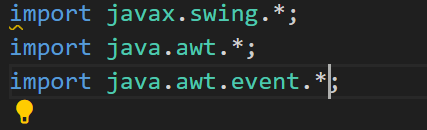 import javax.swing.*;
import java.awt.*;
import java.awt.event.*;